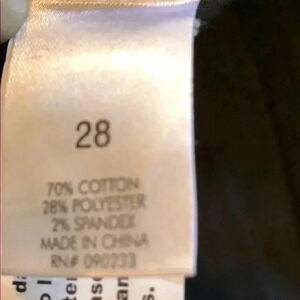 28
70% COTTON
28% POLYESTER
2% SPANDEX
MADE IN CHINA
RN# 090233